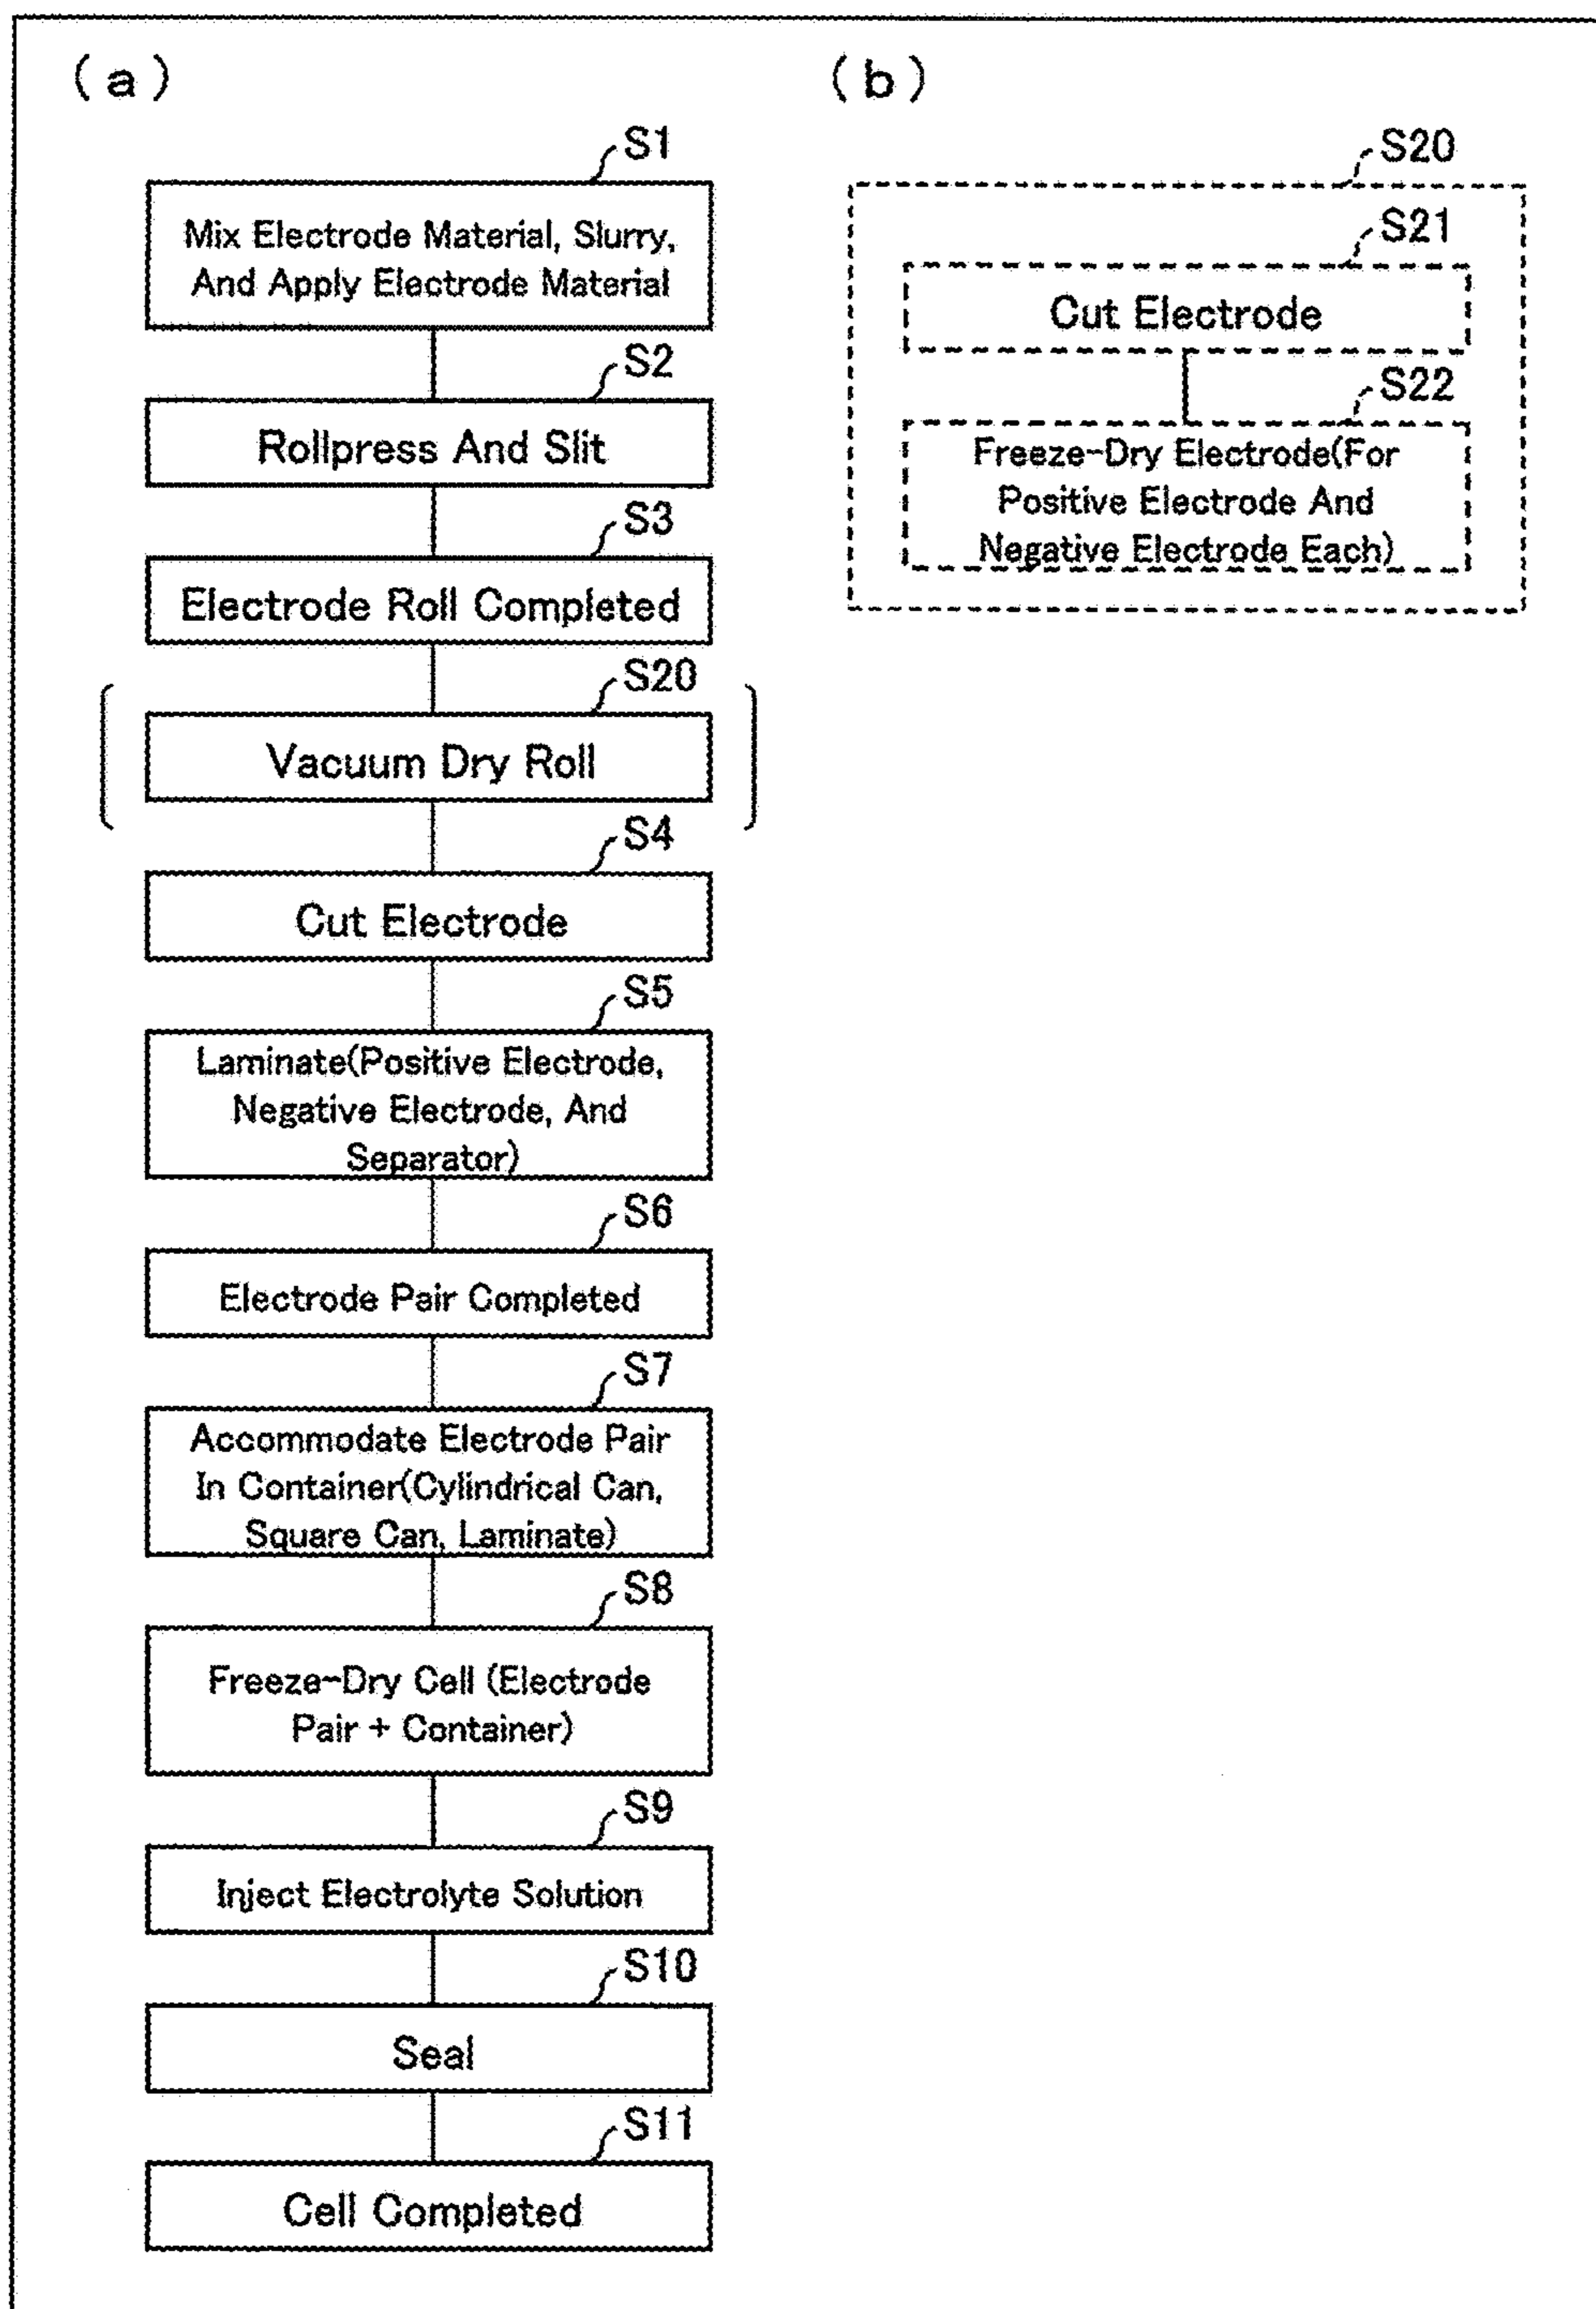 (a)
S1
Mix Electrode Material, Slurry,
And Apply Electrode Material
S2
Rollpress And Slit
S3
Electrode Roll Completed
S20
Vacuum Dry Roll
S4
Cut Electrode
S5
Laminate(Positive Electrode,
Negative Electrode, And
Separator)
S6
Electrode Pair Completed
S7
Accommodate Electrode Pair
In Container(Cylindrical Can,
Square Can, Laminate)
S8
Freeze-Dry Cell (Electrode
Pair + Container)
S9
Inject Electrolyte Solution
S10
Seal
S11
Cell Completed
(b)
S20
S21
Cut Electrode
S22
Freeze-Dry Electrode(For
Positive Electrode And
Negative Electrode Each)